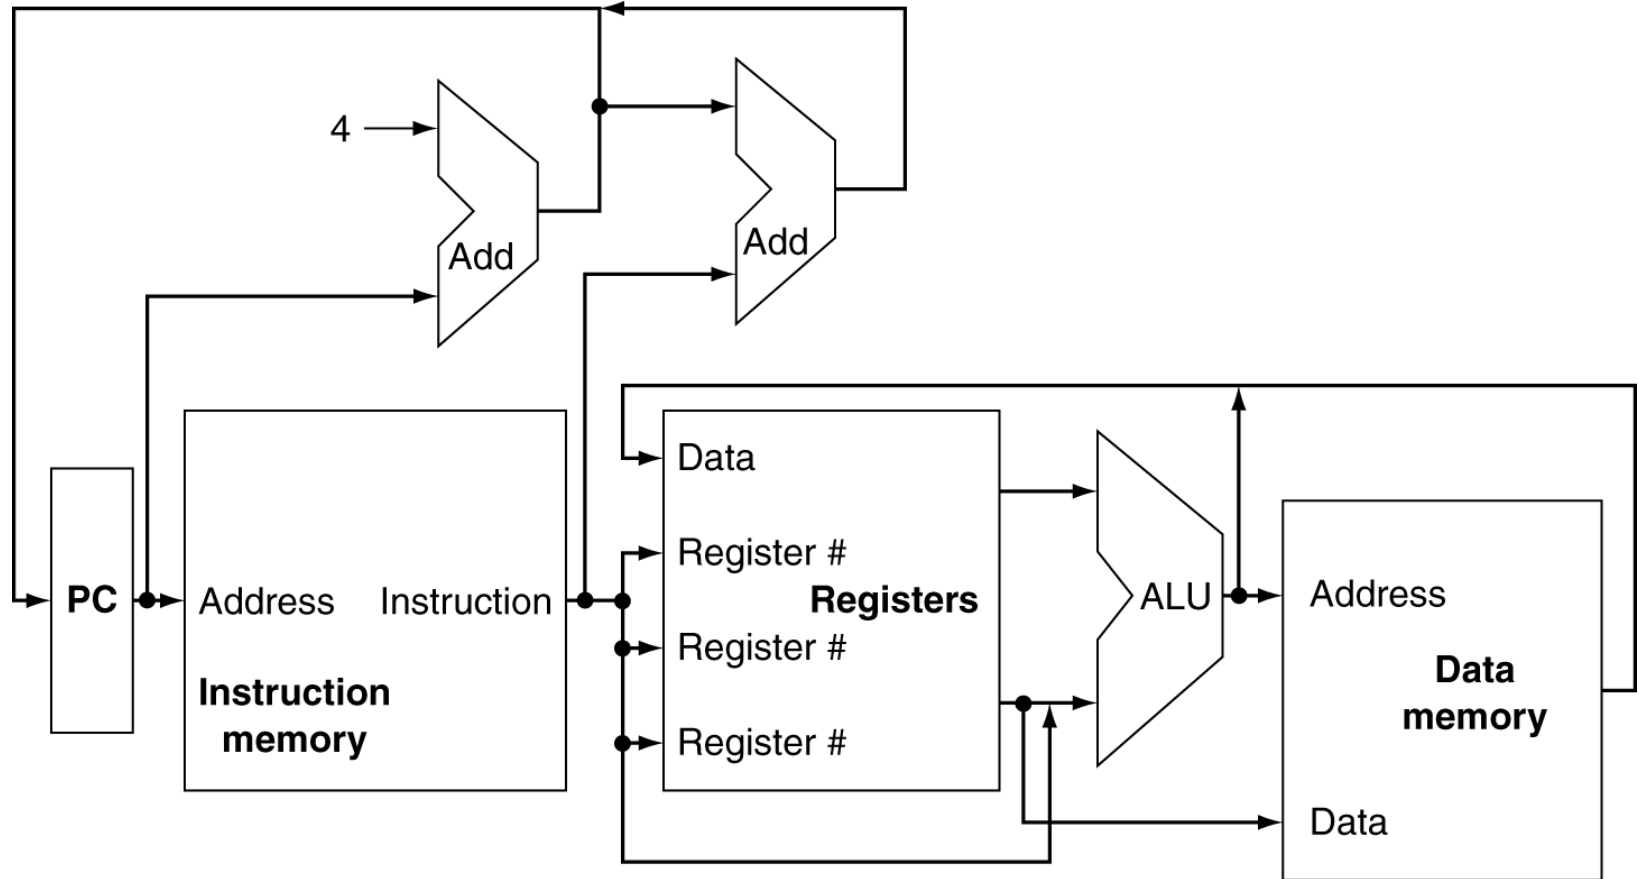 4
Add
Add
Data
Register #
PC
Address
Instruction
Registers
ALU
Address
Register #
Instruction
memory
Data
memory
Register #
Data